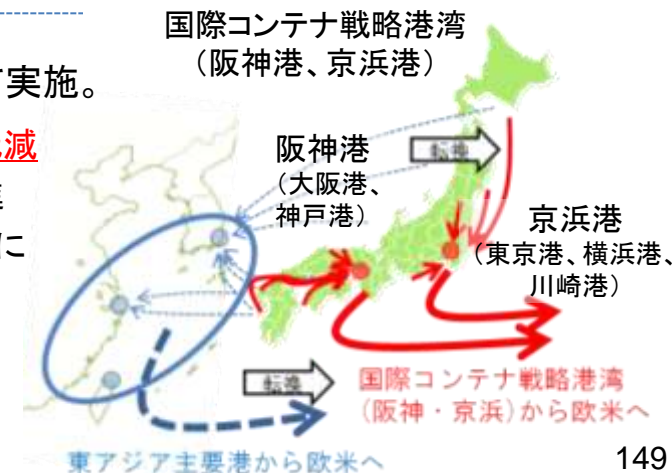 国際コンテナ戦略港湾
（阪神港、京浜港）
実施。
減
に
阪神港
（大阪港、
神戸港）
転換
京浜港
（東京港、横浜港、
川崎港）
転換
国際コンテナ戦略港湾
（阪神・京浜）から欧米へ
東アジア主要港から欧米へ
149